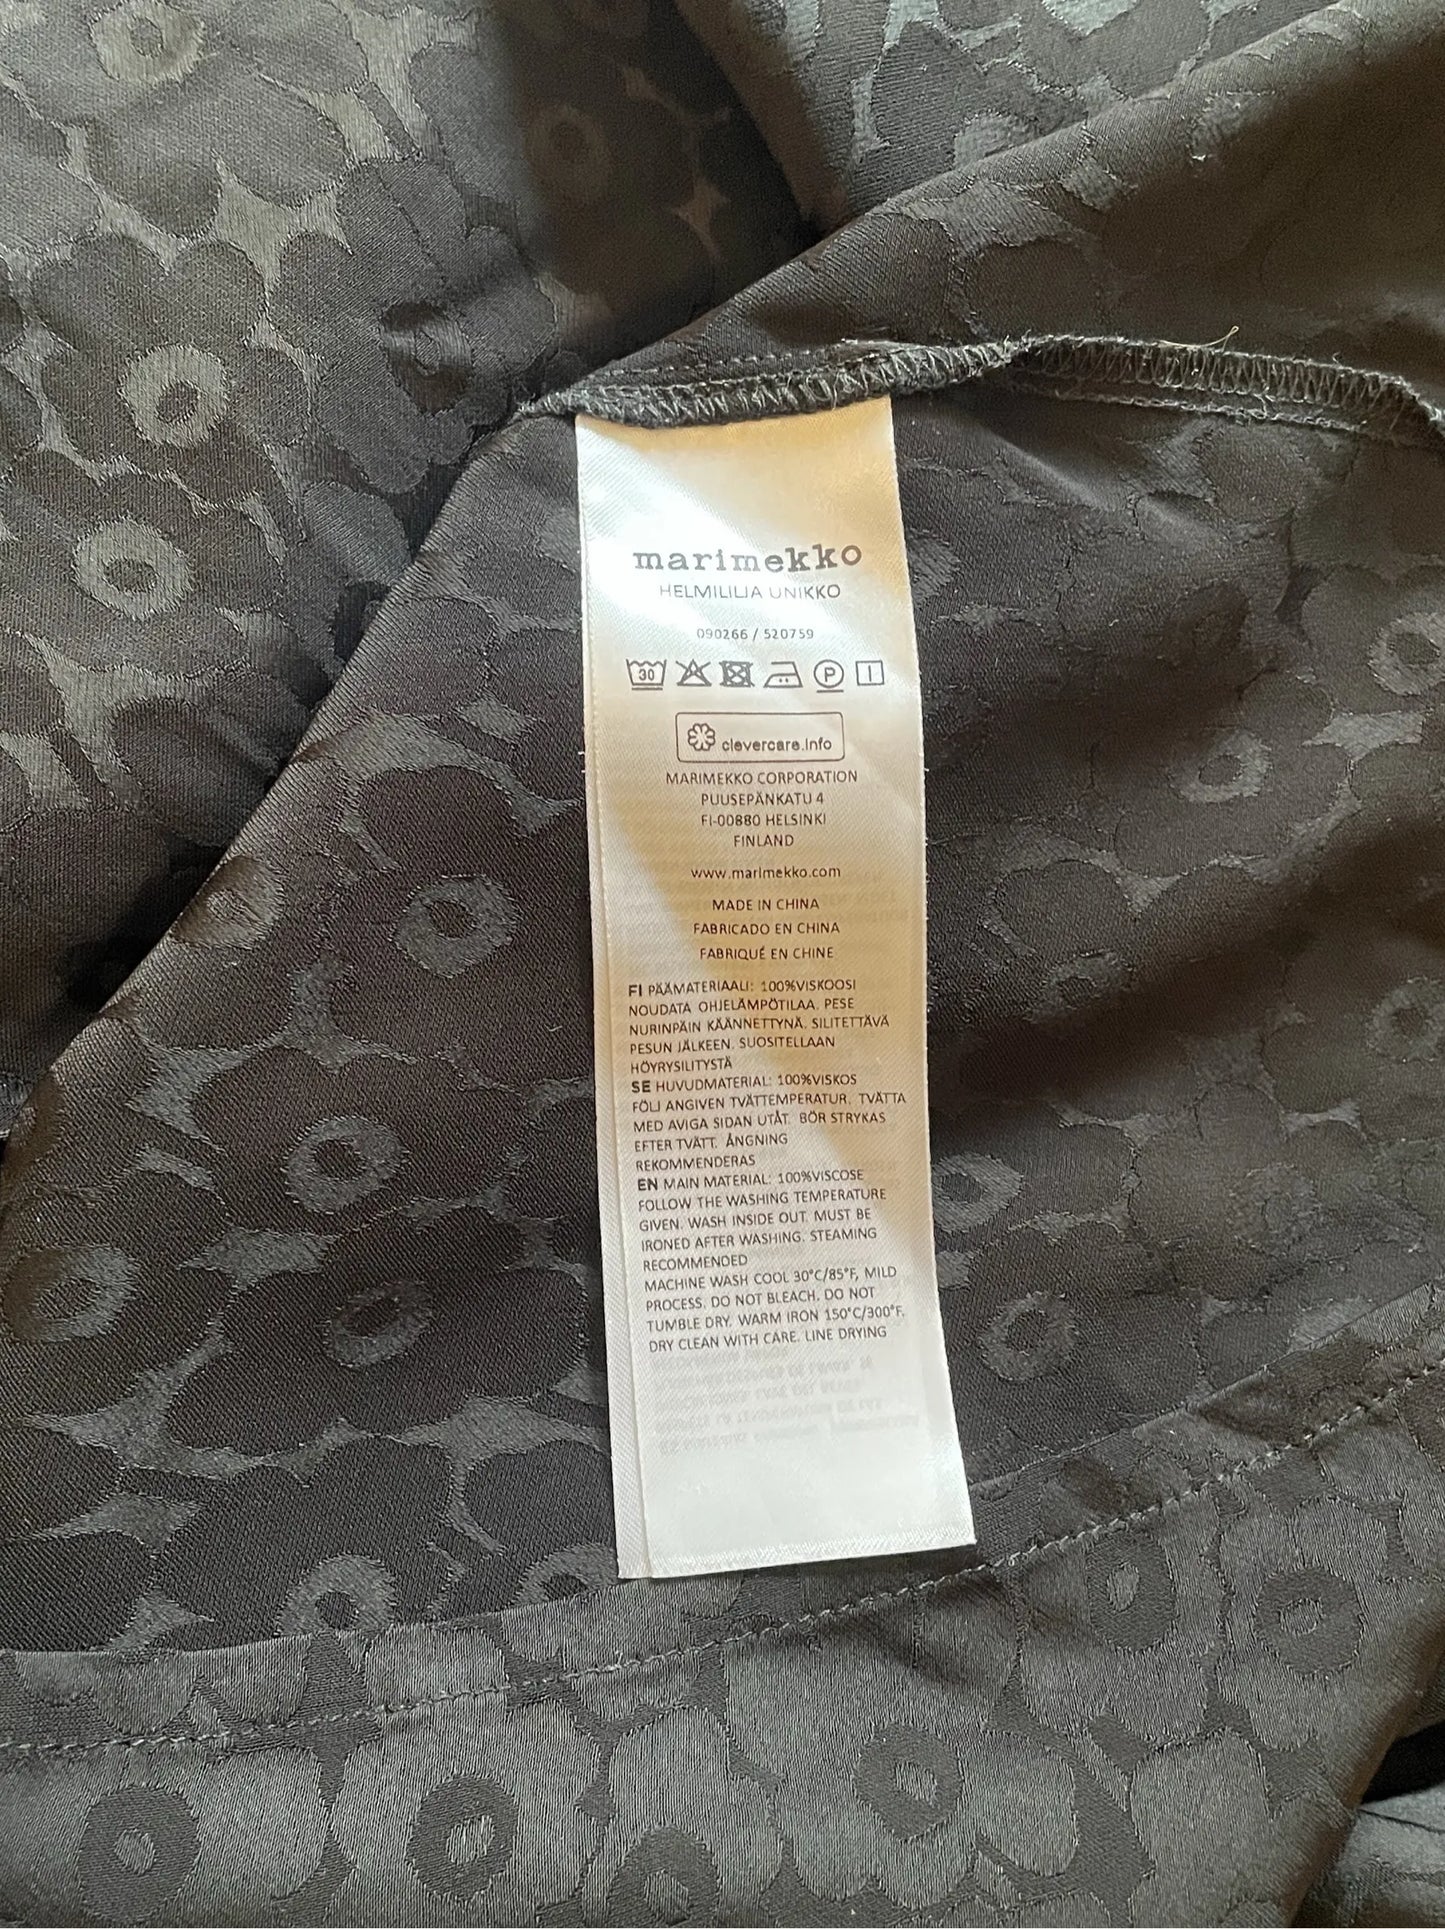 marimekko
HELMILILJA UNIKKO
090266 / 520759
30 P
clevercare.info
MARIMEKKO CORPORATION
PUUSEPÄNKATU 4
FI-00880 HELSINKI
FINLAND
www.marimekko.com
MADE IN CHINA
FABRICADO EN CHINA
FABRIQUÉ EN CHINE
FI PÄÄMATERIAALI: 100%VISKOOSI
NOUDATA OHJELÄMPÖTILAA. PESE
NURINPÄIN KÄÄNNETTYNÄ. SILITETTÄVÄ
PESUN JÄLKEEN. SUOSITELLAAN
HÖYRYSILITYSTÄ
SE HUVUDMATERIAL: 100%VISKOS
FÖLJ ANGIVEN TVÄTTEMPERATUR. TVÄTTA
MED AVIGA SIDAN UTÅT. BÖR STRYKAS
EFTER TVÄTT. ÅNGNING
REKOMMENDERAS
EN MAIN MATERIAL: 100%VISCOSE
FOLLOW THE WASHING TEMPERATURE
GIVEN. WASH INSIDE OUT. MUST BE
IRONED AFTER WASHING. STEAMING
RECOMMENDED
MACHINE WASH COOL 30°C/85°F, MILD
PROCESS. DO NOT BLEACH. DO NOT
TUMBLE DRY. WARM IRON 150°C/300°F.
DRY CLEAN WITH CARE. LINE DRYING